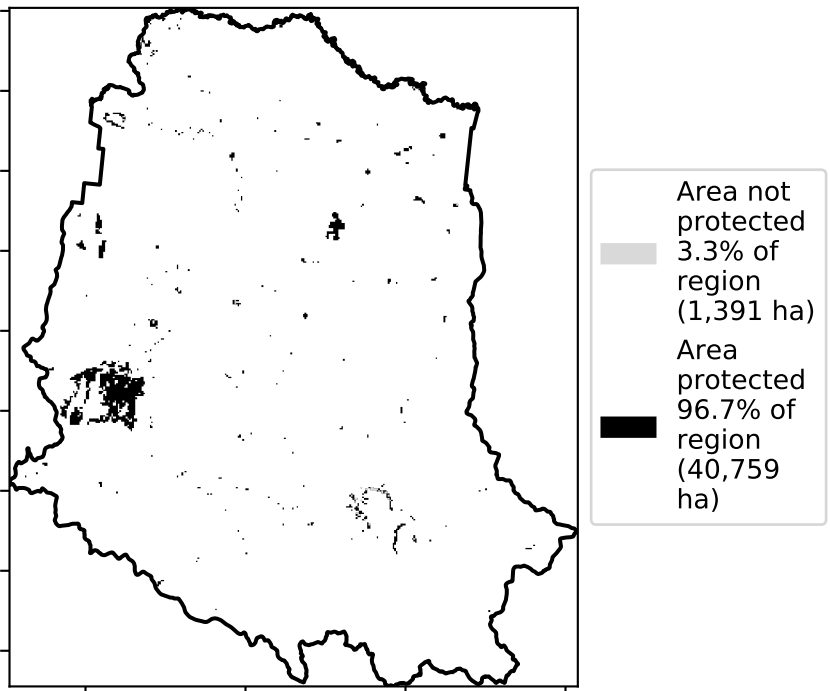 Area not
protected
3.3% of
region
(1,391 ha)
Area
protected
96.7% of
region
(40,759
ha)